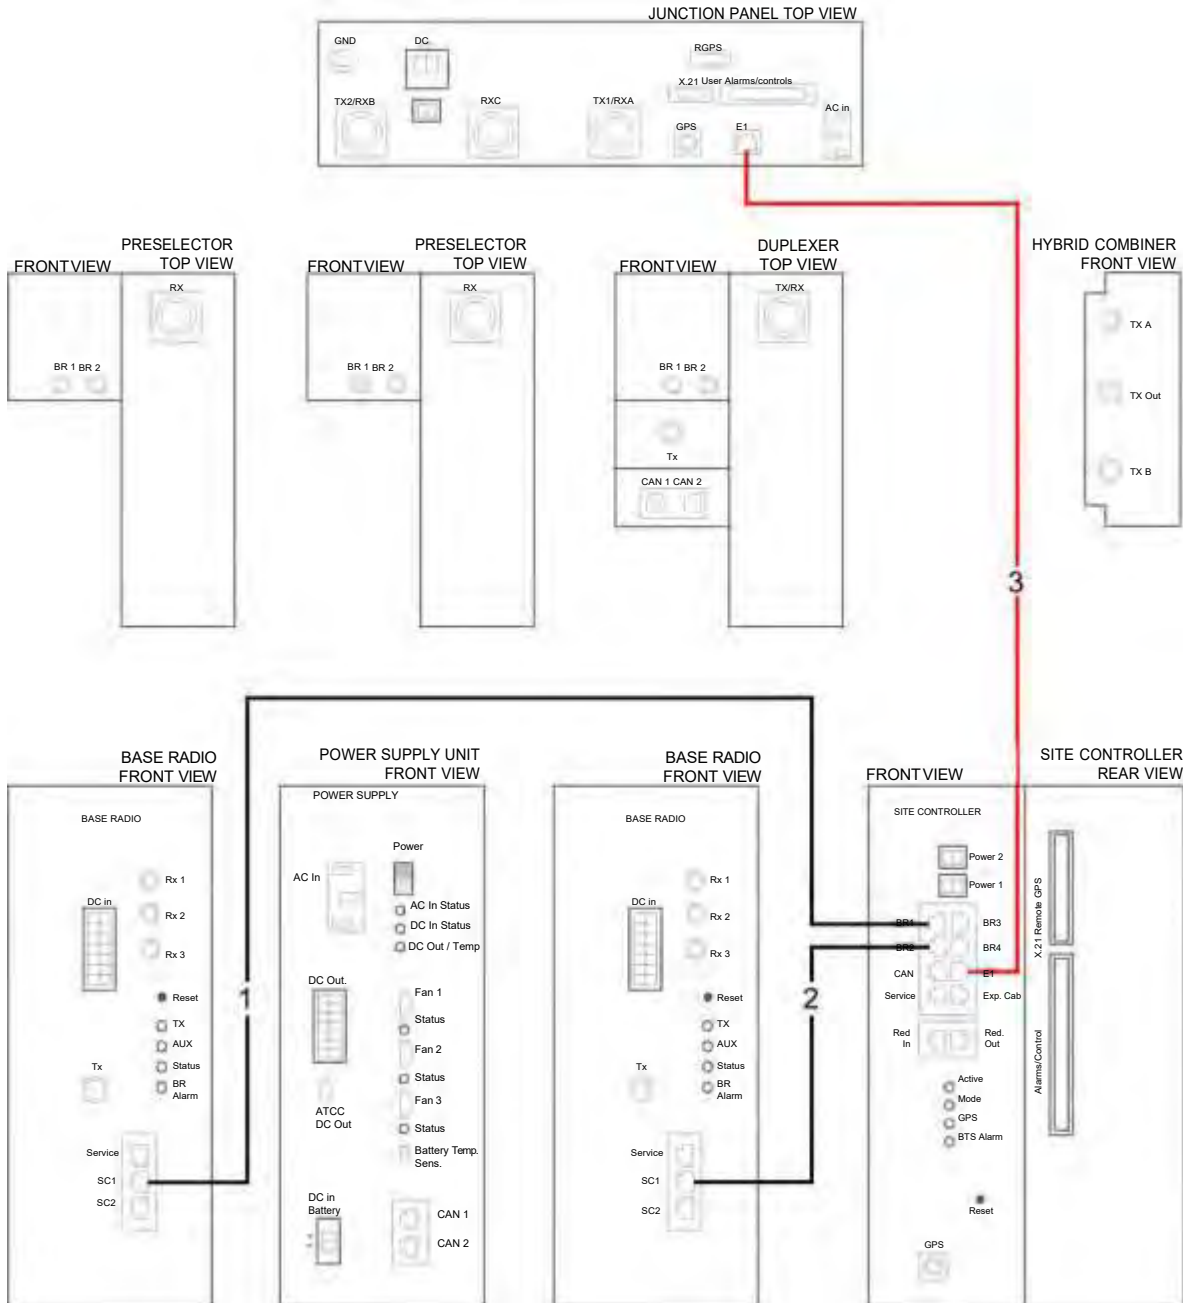 JUNCTION PANEL TOP VIEW
GND
DC
RGPS
X.21 User Alarms/controls
TX2/RXB
RXC
TX1/RXA
AC in
GPS
E1
PRESELECTOR
TOP VIEW
FRONTVIEW
RX
BR 1 BR 2
PRESELECTOR
TOP VIEW
FRONTVIEW
RX
BR 1 BR 2
DUPLEXER
TOP VIEW
FRONTVIEW
TX/RX
BR 1 BR 2
Tx
CAN 1 CAN 2
HYBRID COMBINER
FRONT VIEW
TX A
TX Out
TX B
3
BASE RADIO
FRONT VIEW
BASE RADIO
Rx 1
DC in
Rx 2
Rx 3
Reset
TX
AUX
Tx
Status
BR
Alarm
Service
SC1
SC2
1
POWER SUPPLY UNIT
FRONT VIEW
POWER SUPPLY
Power
AC In
AC In Status
DC In Status
DC Out / Temp
DC Out.
Fan 1
Status
Fan 2
Status
ATCC
DC Out
Fan 3
Status
Battery Temp.
Sens.
DC in
Battery
CAN 1
CAN 2
BASE RADIO
FRONT VIEW
BASE RADIO
Rx 1
DC in
Rx 2
Rx 3
Reset
TX
AUX
Tx
Status
BR
Alarm
Service
SC1
SC2
2
FRONTVIEW
SITE CONTROLLER
Power 2
Power 1
BR1
BR3
BR2
BR4
CAN
E1
Service
Exp. Cab
Red
In
Red.
Out
Active
Mode
GPS
BTS Alarm
Reset
GPS
SITE CONTROLLER
REAR VIEW
X.21 Remote GPS
Alarms/Control